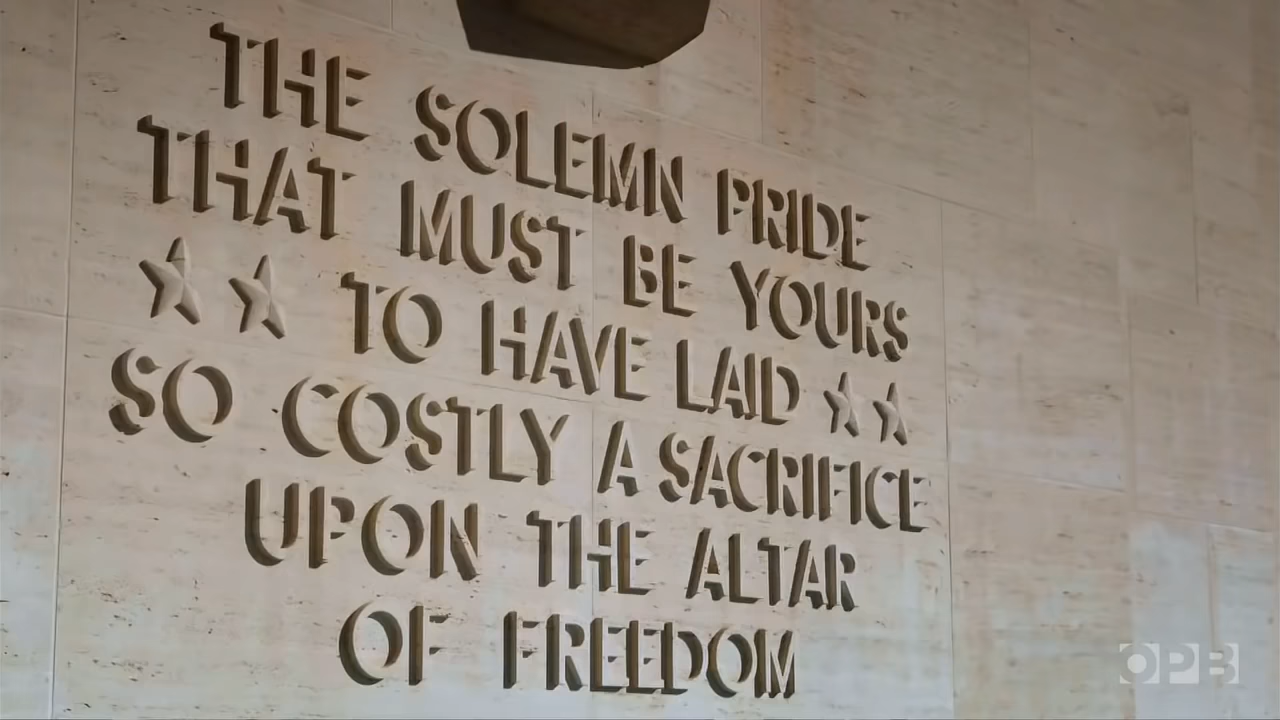 THE SOLEMN PRIDE
THAT MUST BE YOURS
★ ★ TO HAVE LAID ★ ★
SO COSTLY A SACRIFICE
UPON THE ALTAR
OF FREEDOM
OPB